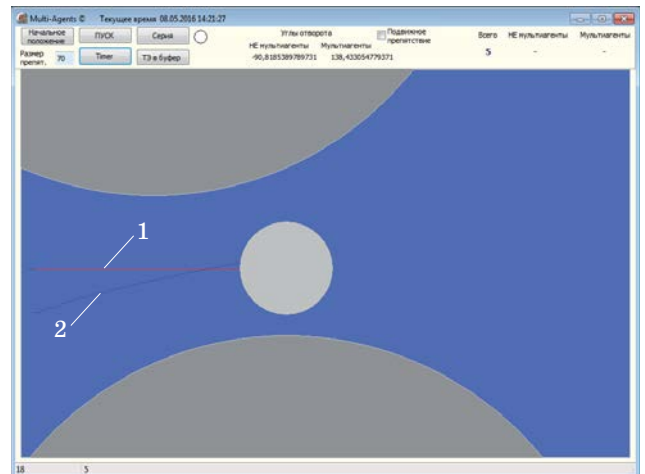 Multi-Agents © Текущее время 08.05.2016 14:21:27
Начальное положение
ПУСК
Серия
Углы отворота
Подвижное препятствие
Всего
НЕ мультиагенты
Мультиагенты
НЕ мультиагенты
Мультиагенты
Размер препят.
70
Timer
ТЭ в буфер
-90,8185389789731
138,433054779371
5
-
-
1
2
18
5